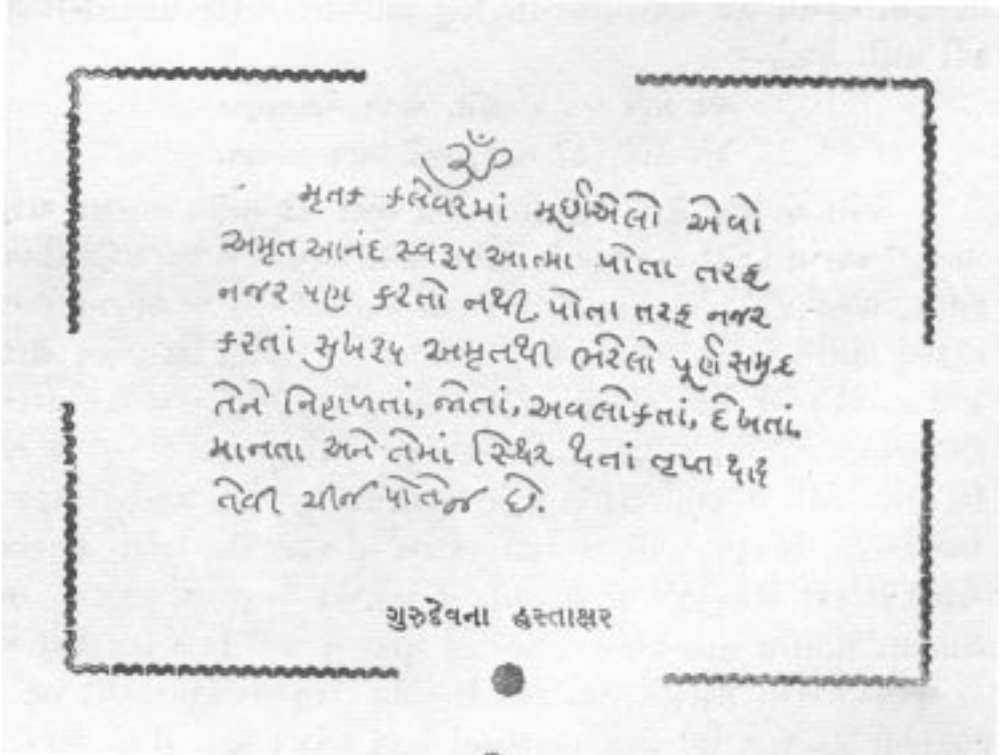 ૐ
મૃતક કલેવરમાં મૂર્છાએલો એવો
અમૃત આનંદ સ્વરૂપ આત્મા પોતા તરફ
નજર પણ કરતો નથી. પોતા તરફ નજર
કરતાં સુખરૂપ અમૃતથી ભરેલો પૂર્ણ સમુદ્ર
તેને નિહાળતાં, જોતાં, અવલોકતાં, દેખતાં,
માનતા અને તેમાં સ્થિર થતાં તૃપ્ત થાઇ
તેવી ચીજ પોતેજ છે.
ગુરુદેવના હસ્તાક્ષર